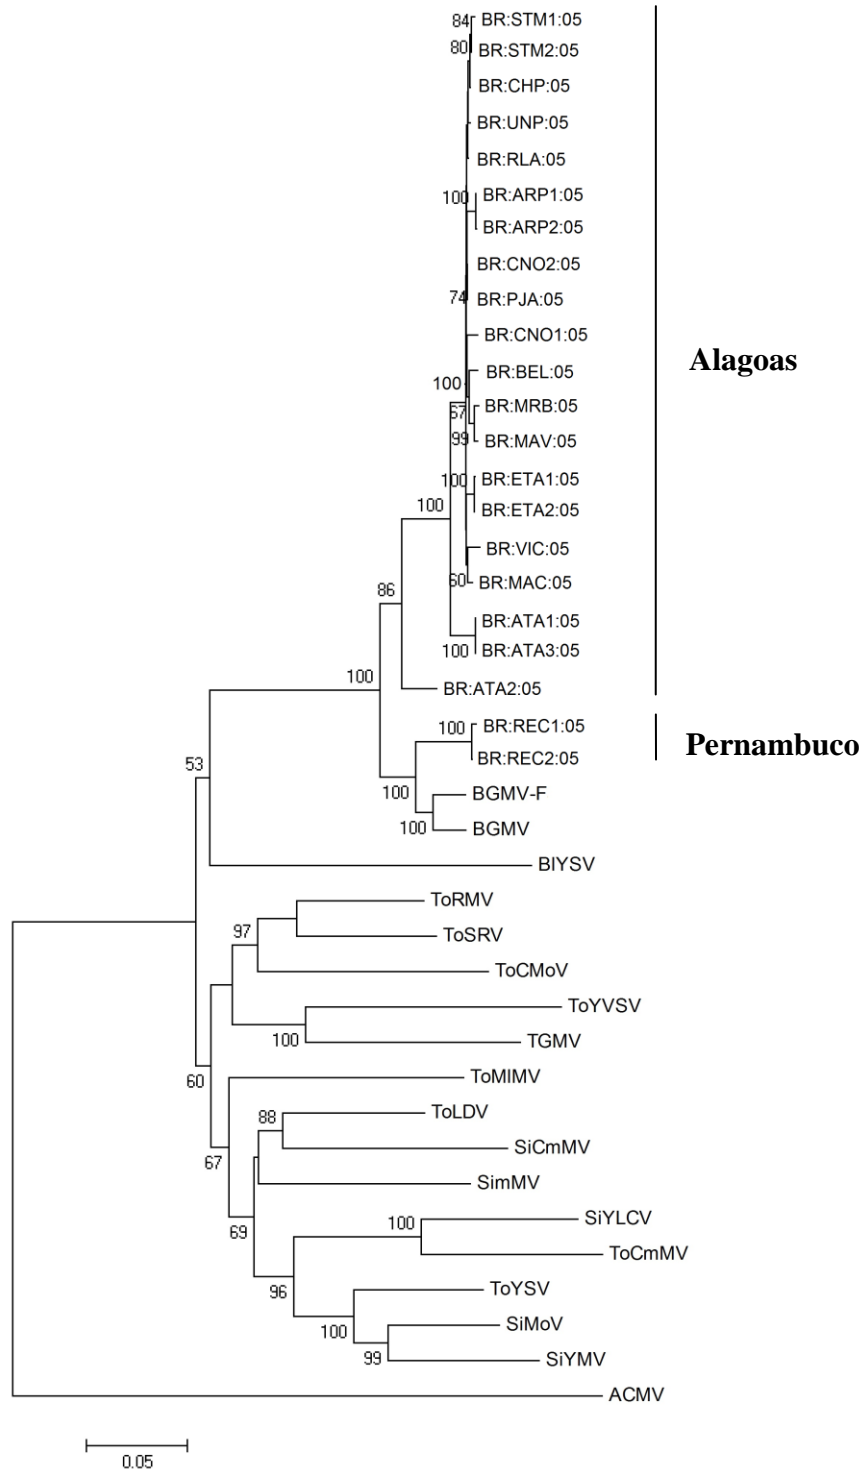 84
BR:STM1:05
80
BR:STM2:05
BR:CHP:05
BR:UNP:05
BR:RLA:05
100
BR:ARP1:05
BR:ARP2:05
BR:CNO2:05
74
BR:PJA:05
BR:CNO1:05
Alagoas
BR:BEL:05
100
BR:MRB:05
67
BR:MAV:05
99
BR:ETA1:05
100
BR:ETA2:05
100
BR:VIC:05
BR:MAC:05
60
86
BR:ATA1:05
BR:ATA3:05
100
100
BR:ATA2:05
BR:REC1:05
100
Pernambuco
BR:REC2:05
53
BGMV-F
100
BGMV
100
BlYSV
ToRMV
97
ToSRV
ToCMoV
ToYVSV
100
TGMV
ToMlMV
60
88
ToLDV
SiCmMV
67
SimMV
100
SiYLCV
69
ToCmMV
96
ToYSV
SiMoV
100
99
SiYMV
ACMV
0.05